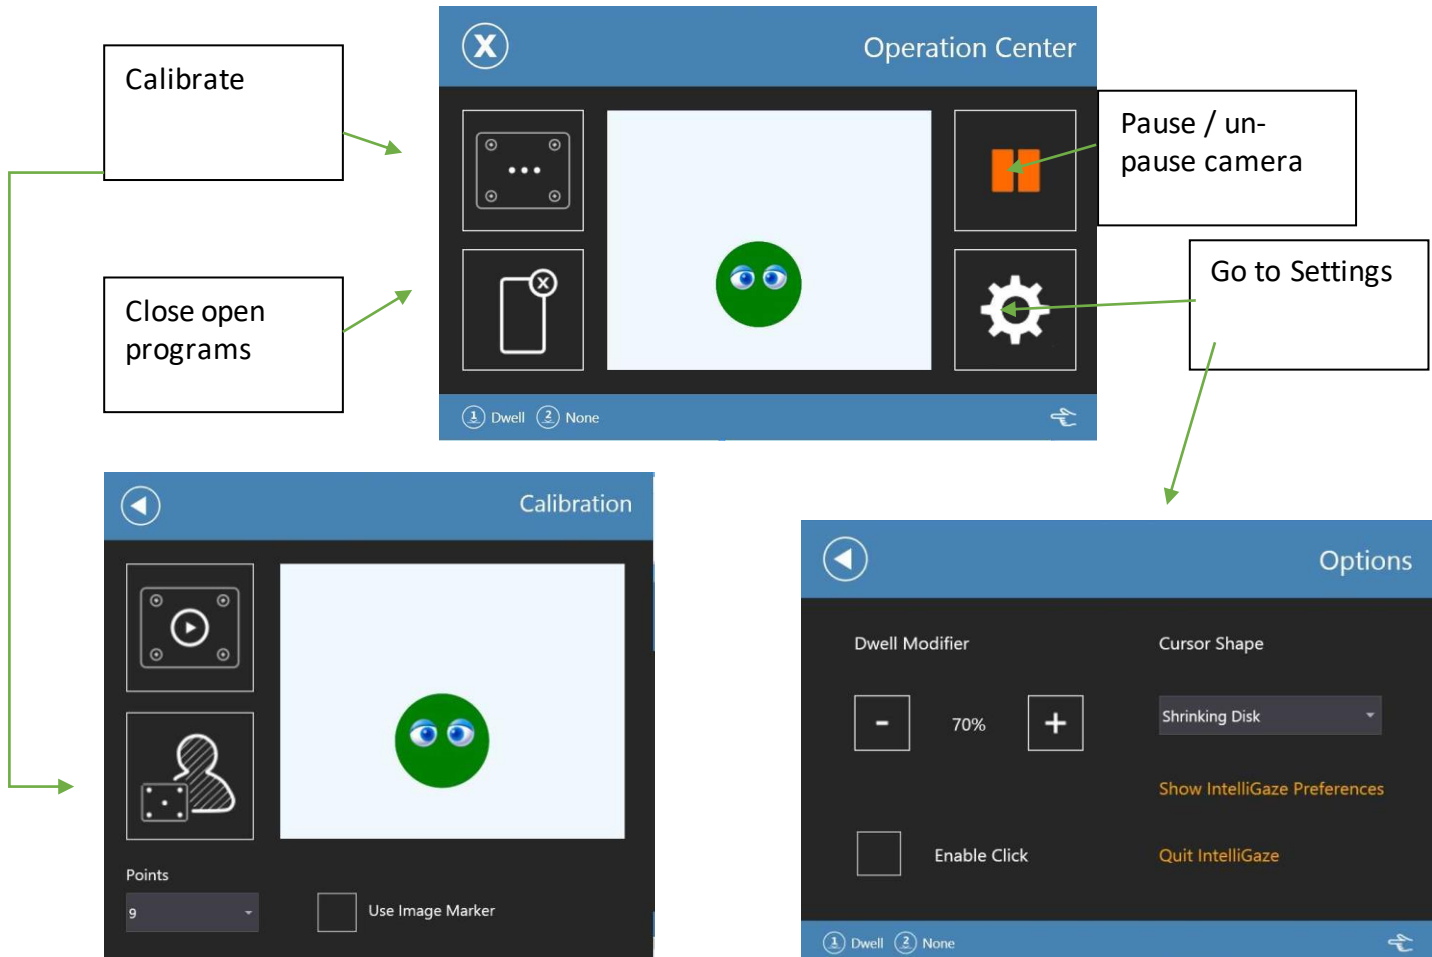 X
Operation Center
Calibrate
Pause / un-
pause camera
Go to Settings
X
Close open
programs
1 Dwell 2 None
Calibration
Options
Dwell Modifier
Cursor Shape
- 70% +
Shrinking Disk
Show IntelliGaze Preferences
Enable Click
Quit IntelliGaze
Points
9
Use Image Marker
1 Dwell 2 None